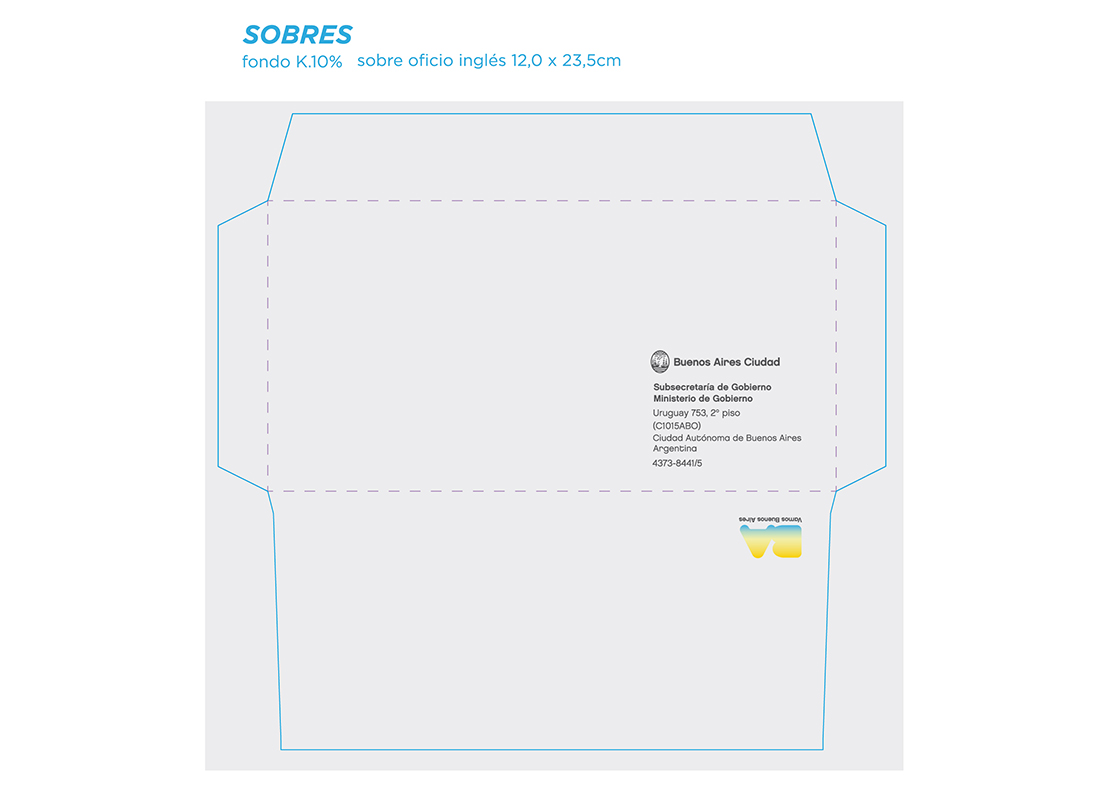 SOBRES
fondo K.10% sobre oficio inglés 12,0 x 23,5cm
Buenos Aires Ciudad
Subsecretaría de Gobierno
Ministerio de Gobierno
Uruguay 753, 2º piso
(C1015ABO)
Ciudad Autónoma de Buenos Aires
Argentina
4373-8441/5
Vamos Buenos Aires
BA